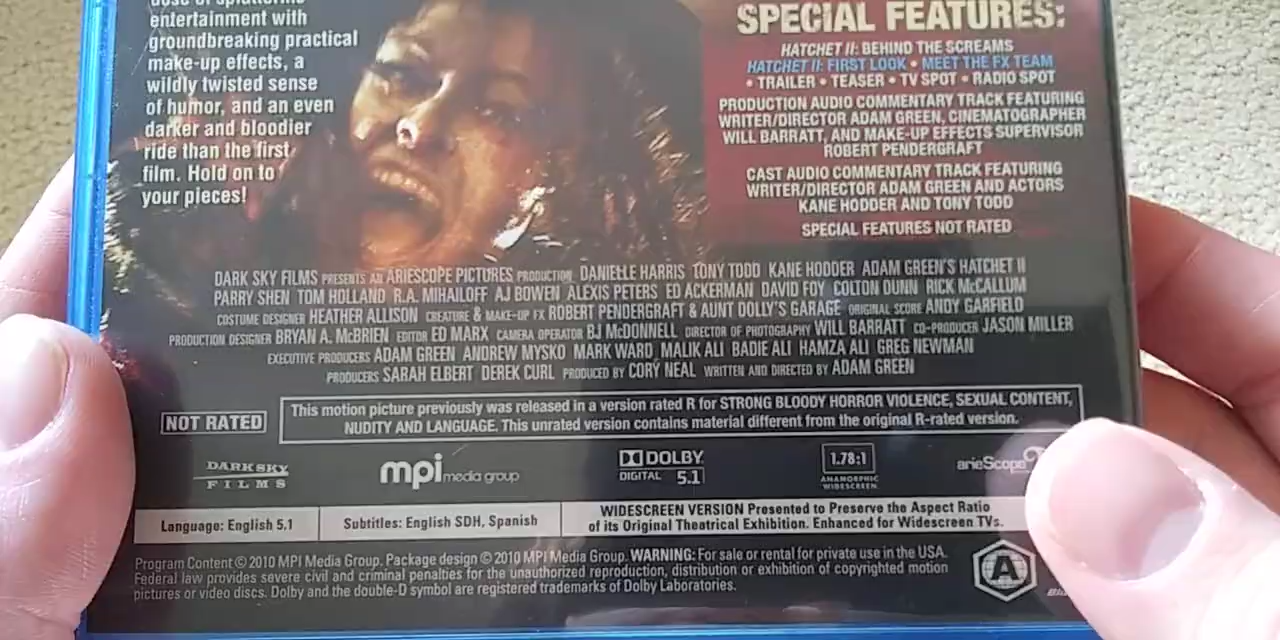 entertainment with
groundbreaking practical
make-up effects, a
wildly twisted sense
of humor, and an even
darker and bloodier
ride than the first
film. Hold on to
your pieces!
SPECIAL FEATURES:
HATCHET II: BEHIND THE SCREAMS
HATCHET II: FIRST LOOK • MEET THE FX TEAM
• TRAILER • TEASER • TV SPOT • RADIO SPOT
PRODUCTION AUDIO COMMENTARY TRACK FEATURING
WRITER/DIRECTOR ADAM GREEN, CINEMATOGRAPHER
WILL BARRATT, AND MAKE-UP EFFECTS SUPERVISOR
ROBERT PENDERGRAFT
CAST AUDIO COMMENTARY TRACK FEATURING
WRITER/DIRECTOR ADAM GREEN AND ACTORS
KANE HODDER AND TONY TODD
SPECIAL FEATURES NOT RATED
DARK SKY FILMS PRESENTS AN ARIESCOPE PICTURES PRODUCTION DANIELLE HARRIS TONY TODD KANE HODDER ADAM GREEN'S HATCHET II
PARRY SHEN TOM HOLLAND R.A. MIHAILOFF AJ BOWEN ALEXIS PETERS ED ACKERMAN DAVID FOY COLTON DUNN RICK McCALLUM
COSTUME DESIGNER HEATHER ALLISON CREATURE & MAKE-UP FX ROBERT PENDERGRAFT & AUNT DOLLY'S GARAGE ORIGINAL SCORE ANDY GARFIELD
PRODUCTION DESIGNER BRYAN A. McBRIEN EDITOR ED MARX CAMERA OPERATOR BJ McDONNELL DIRECTOR OF PHOTOGRAPHY WILL BARRATT CO-PRODUCER JASON MILLER
EXECUTIVE PRODUCERS ADAM GREEN ANDREW MYSKO MARK WARD MALIK ALI BADIE ALI HAMZA ALI GREG NEWMAN
PRODUCERS SARAH ELBERT DEREK CURL PRODUCED BY CORY NEAL WRITTEN AND DIRECTED BY ADAM GREEN
NOT RATED
This motion picture previously was released in a version rated R for STRONG BLOODY HORROR VIOLENCE, SEXUAL CONTENT,
NUDITY AND LANGUAGE. This unrated version contains material different from the original R-rated version.
DARK SKY
FILMS
mpi media group
DOLBY
DIGITAL 5.1
1.78:1
ANAMORPHIC
WIDESCREEN
arieScope
Language: English 5.1
Subtitles: English SDH, Spanish
WIDESCREEN VERSION Presented to Preserve the Aspect Ratio
of its Original Theatrical Exhibition. Enhanced for Widescreen TVs.
Program Content © 2010 MPI Media Group. Package design © 2010 MPI Media Group. WARNING: For sale or rental for private use in the USA.
Federal law provides severe civil and criminal penalties for the unauthorized reproduction, distribution or exhibition of copyrighted motion
pictures or video discs. Dolby and the double-D symbol are registered trademarks of Dolby Laboratories.
A